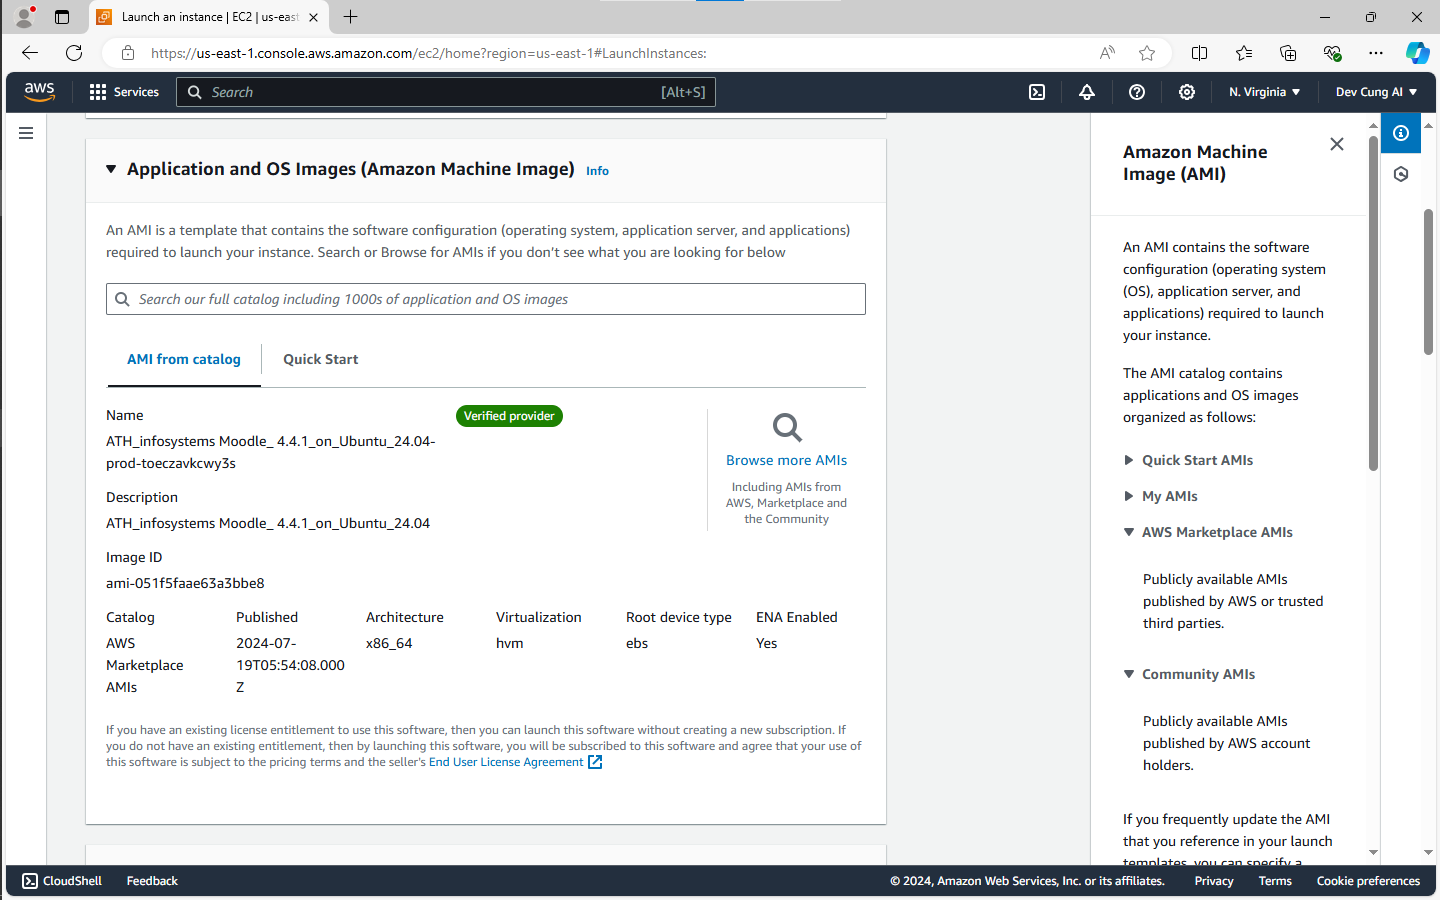 Launch an instance | EC2 | us-east
https://us-east-1.console.aws.amazon.com/ec2/home?region=us-east-1#LaunchInstances:
aws
Services
Search
[Alt+S]
N. Virginia
Dev Cung AI
Application and OS Images (Amazon Machine Image) Info
An AMI is a template that contains the software configuration (operating system, application server, and applications)
required to launch your instance. Search or Browse for AMIs if you don't see what you are looking for below
Search our full catalog including 1000s of application and OS images
AMI from catalog
Quick Start
Name
Verified provider
ATH_infosystems Moodle_ 4.4.1_on_Ubuntu_24.04-
prod-toeczavkcwy3s
Description
ATH_infosystems Moodle_ 4.4.1_on_Ubuntu_24.04
Image ID
ami-051f5faae63a3bbe8
Browse more AMIs
Including AMIs from
AWS, Marketplace and
the Community
Catalog
AWS
Marketplace
AMIs
Published
2024-07-
19T05:54:08.000
Z
Architecture
x86_64
Virtualization
hvm
Root device type
ebs
ENA Enabled
Yes
If you have an existing license entitlement to use this software, then you can launch this software without creating a new subscription. If
you do not have an existing entitlement, then by launching this software, you will be subscribed to this software and agree that your use of
this software is subject to the pricing terms and the seller's End User License Agreement
Amazon Machine
Image (AMI)
An AMI contains the software
configuration (operating system
(OS), application server, and
applications) required to launch
your instance.
The AMI catalog contains
applications and OS images
organized as follows:
Quick Start AMIs
My AMIs
AWS Marketplace AMIs
Publicly available AMIs
published by AWS or trusted
third parties.
Community AMIs
Publicly available AMIs
published by AWS account
holders.
If you frequently update the AMI
that you reference in your launch
templates, you can specify a
CloudShell
Feedback
© 2024, Amazon Web Services, Inc. or its affiliates.
Privacy
Terms
Cookie preferences